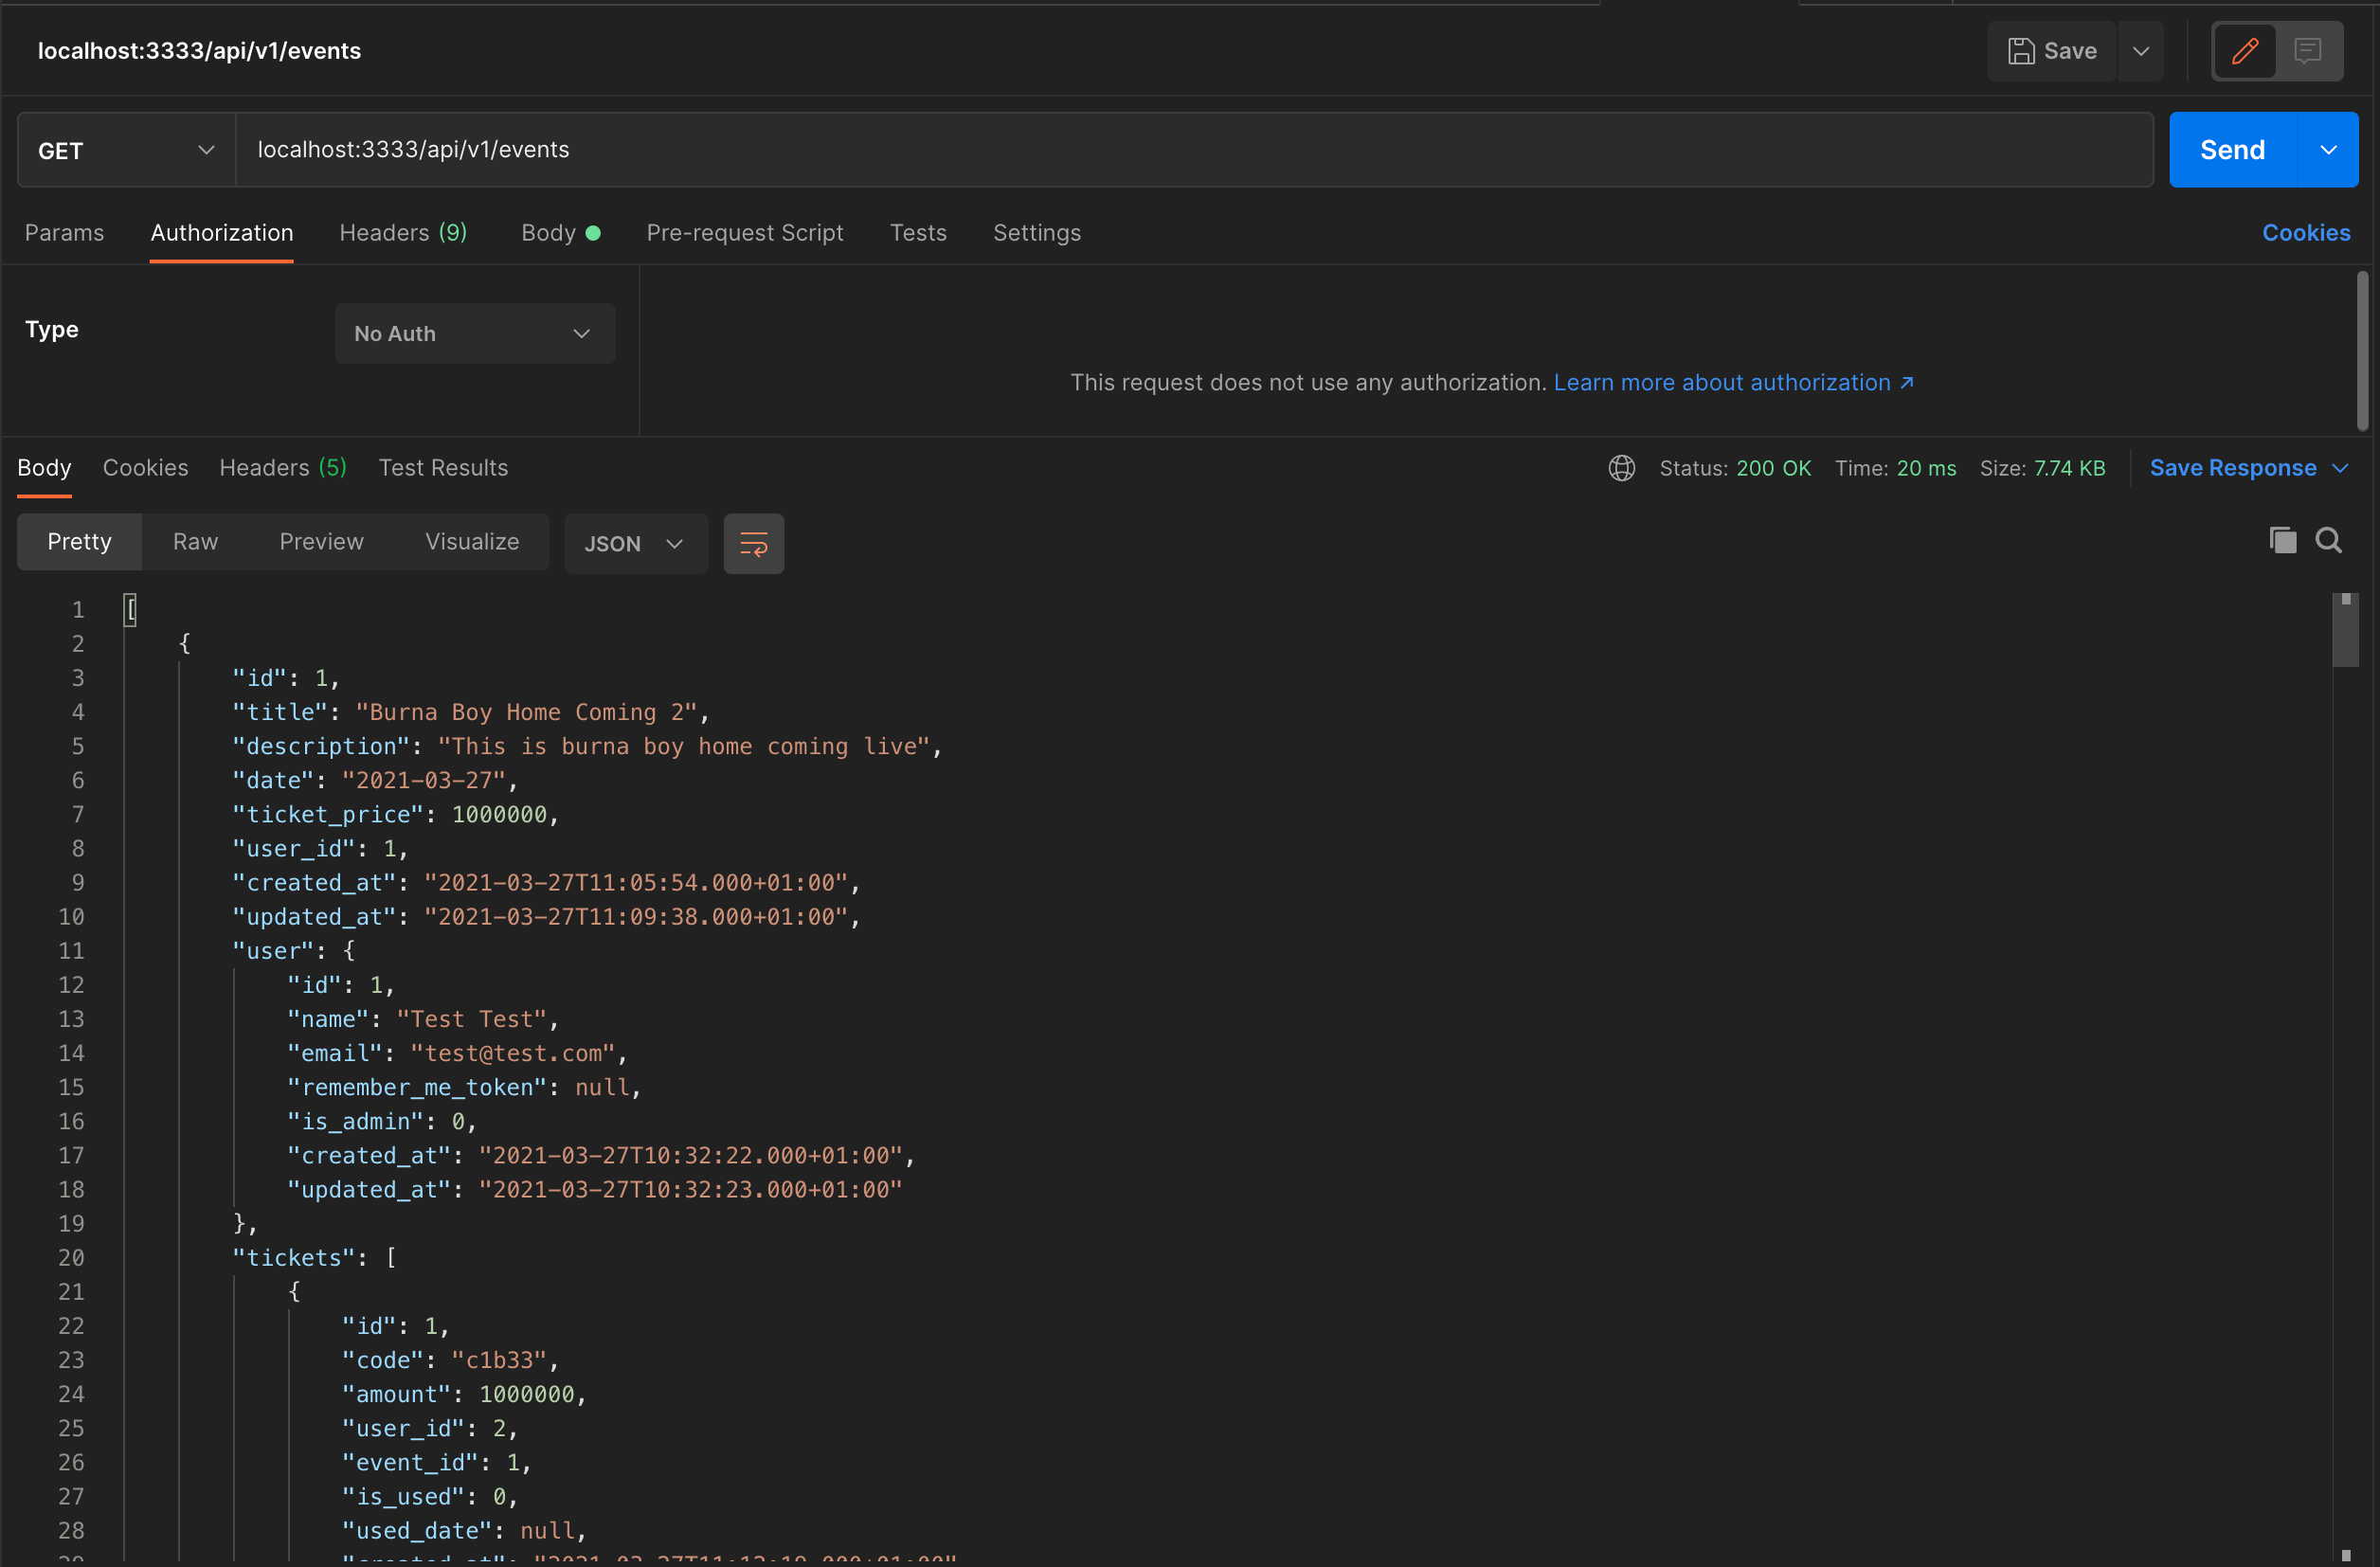 localhost:3333/api/v1/events
Save
GET
localhost:3333/api/v1/events
Send
Params Authorization Headers (9) Body Pre-request Script Tests Settings Cookies
Type No Auth
This request does not use any authorization. Learn more about authorization ↗
Body Cookies Headers (5) Test Results Status: 200 OK Time: 20 ms Size: 7.74 KB Save Response
Pretty Raw Preview Visualize JSON
1 [
2 {
3 "id": 1,
4 "title": "Burna Boy Home Coming 2",
5 "description": "This is burna boy home coming live",
6 "date": "2021-03-27",
7 "ticket_price": 1000000,
8 "user_id": 1,
9 "created_at": "2021-03-27T11:05:54.000+01:00",
10 "updated_at": "2021-03-27T11:09:38.000+01:00",
11 "user": {
12 "id": 1,
13 "name": "Test Test",
14 "email": "test@test.com",
15 "remember_me_token": null,
16 "is_admin": 0,
17 "created_at": "2021-03-27T10:32:22.000+01:00",
18 "updated_at": "2021-03-27T10:32:23.000+01:00"
19 },
20 "tickets": [
21 {
22 "id": 1,
23 "code": "c1b33",
24 "amount": 1000000,
25 "user_id": 2,
26 "event_id": 1,
27 "is_used": 0,
28 "used_date": null,